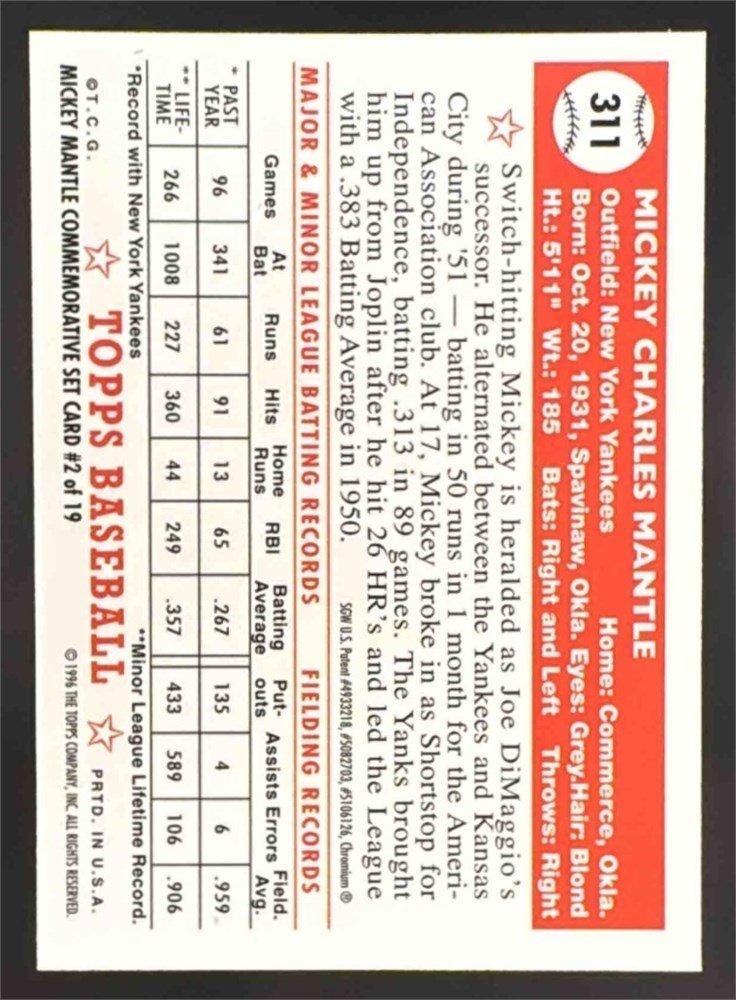 311
MICKEY CHARLES MANTLE
Outfield: New York Yankees Home: Commerce, Okla.
Born: Oct. 20, 1931, Spavinaw, Okla. Eyes: Grey.Hair: Blond
Ht.: 5'11" Wt.: 185 Bats: Right and Left Throws: Right
Switch-hitting Mickey is heralded as Joe DiMaggio's
successor. He alternated between the Yankees and Kansas
City during '51 — batting in 50 runs in 1 month for the Ameri-
can Association club. At 17, Mickey broke in as Shortstop for
Independence, batting .313 in 89 games. The Yanks brought
him up from Joplin after he hit 26 HR's and led the League
with a .383 Batting Average in 1950. SGW U.S. Patent #4933218, #5082703, #5106126, Chromium®
MAJOR & MINOR LEAGUE BATTING RECORDS FIELDING RECORDS
Games At Bat Runs Hits Home Runs RBI Batting Average Put-outs Assists Errors Field. Avg.
* PAST YEAR 96 341 61 91 13 65 .267 135 4 6 .959
** LIFE-TIME 266 1008 227 360 44 249 .357 433 589 106 .906
*Record with New York Yankees **Minor League Lifetime Record.
©T.C.G. TOPPS BASEBALL PRTD. IN U.S.A.
MICKEY MANTLE COMMEMORATIVE SET CARD #2 of 19 © 1996 THE TOPPS COMPANY, INC. ALL RIGHTS RESERVED.